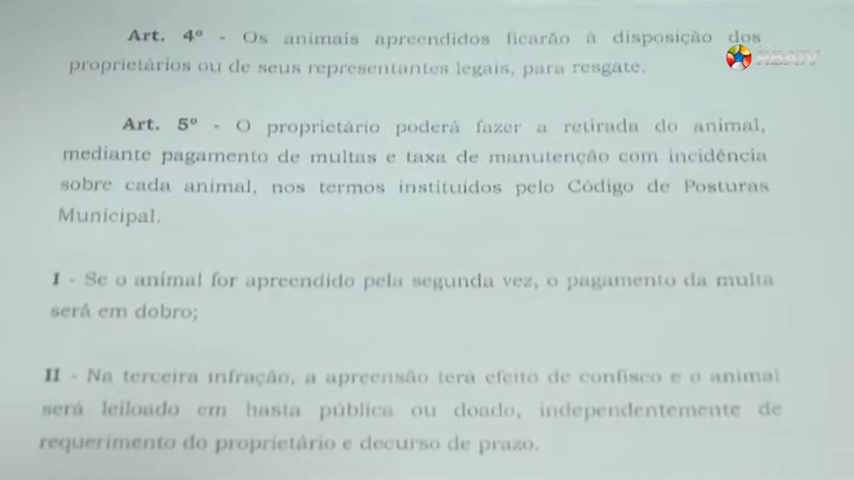 Art. 4º - Os animais apreendidos ficarão à disposição dos
proprietários ou de seus representantes legais, para resgate.
RBATV
Art. 5º - O proprietário poderá fazer a retirada do animal,
mediante pagamento de multas e taxa de manutenção com incidência
sobre cada animal, nos termos instituídos pelo Código de Posturas
Municipal.
I - Se o animal for apreendido pela segunda vez, o pagamento da multa
será em dobro;
II - Na terceira infração, a apreensão terá efeito de confisco e o animal
será leiloado em hasta pública ou doado, independentemente de
requerimento do proprietário e decurso de prazo.